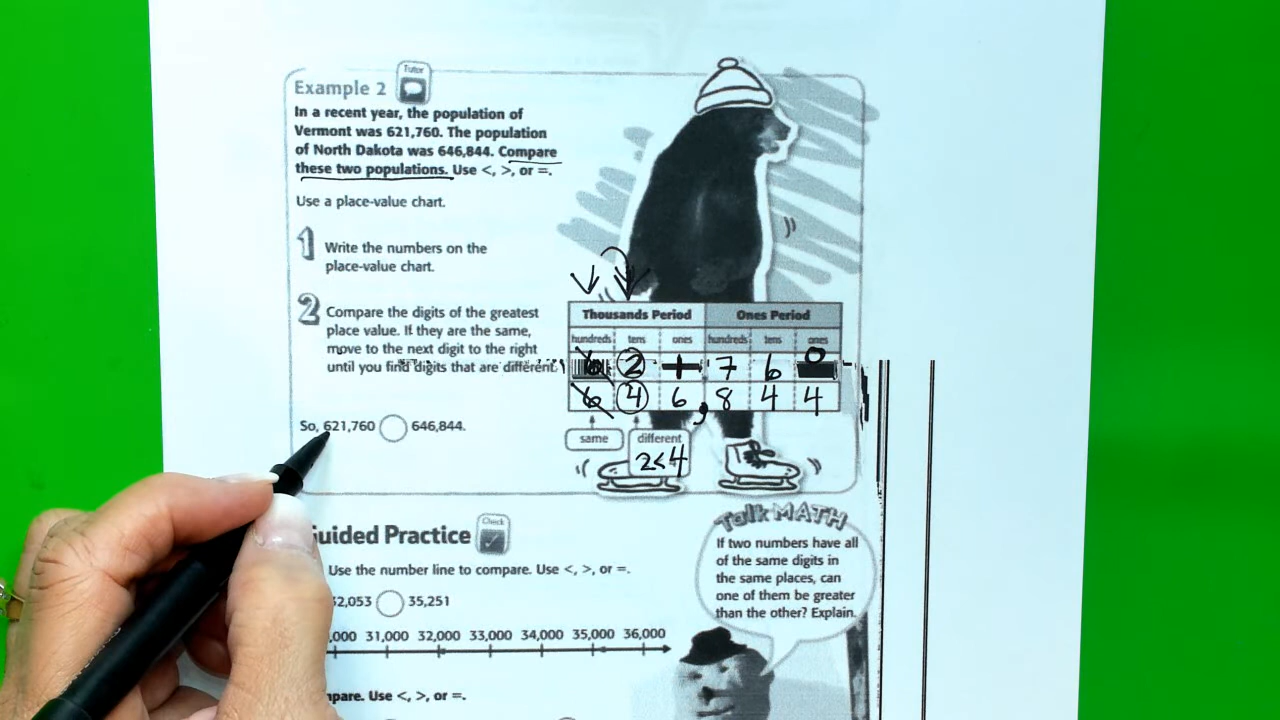 Example 2
Tutor
In a recent year, the population of
Vermont was 621,760. The population
of North Dakota was 646,844. Compare
these two populations. Use <, >, or =.
Use a place-value chart.
1 Write the numbers on the
place-value chart.
2 Compare the digits of the greatest
place value. If they are the same,
move to the next digit to the right
until you find digits that are different.
Thousands Period Ones Period
hundreds tens ones hundreds tens ones
6 2 1 7 6 0
6 4 6, 8 4 4
same different
2<4
So, 621,760 646,844.
Guided Practice
Check
Use the number line to compare. Use <, >, or =.
2,053 35,251
,000 31,000 32,000 33,000 34,000 35,000 36,000
pare. Use <, >, or =.
Talk MATH
If two numbers have all
of the same digits in
the same places, can
one of them be greater
than the other? Explain.